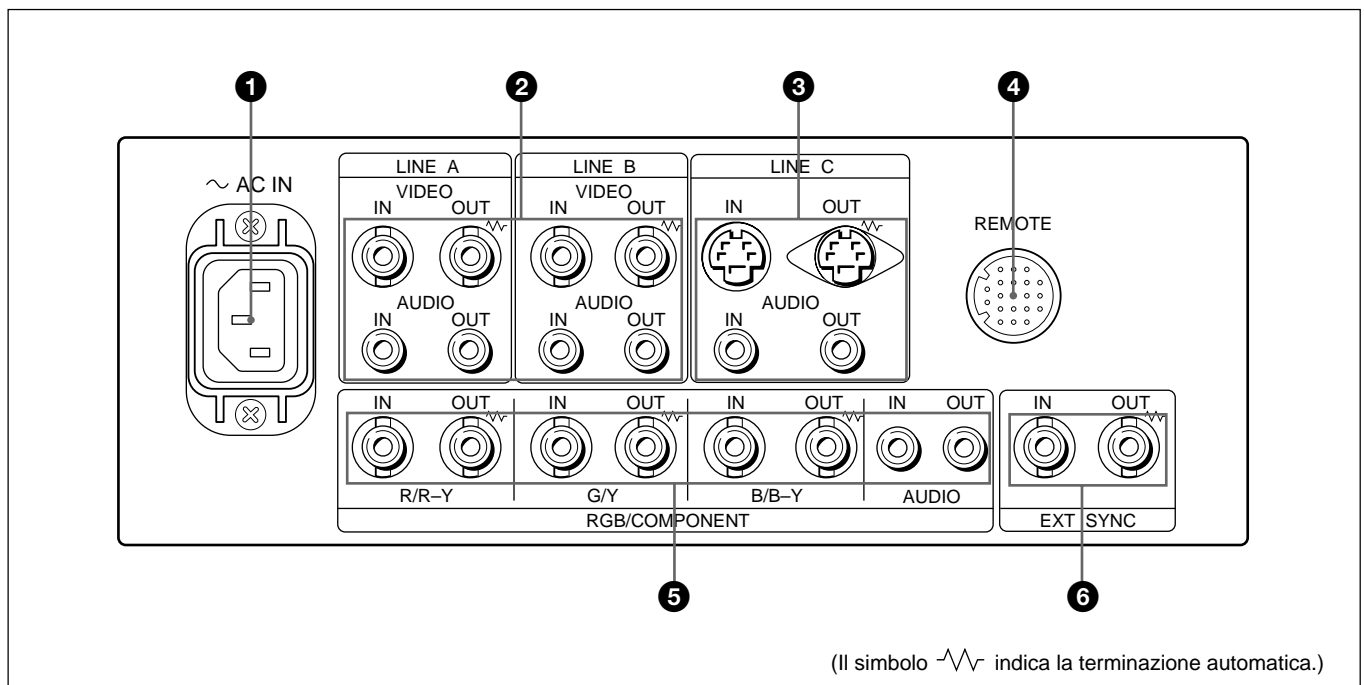 1 2 3 4
LINE A LINE B LINE C
~ AC IN
VIDEO VIDEO
IN OUT IN OUT IN OUT
REMOTE
AUDIO AUDIO AUDIO
IN OUT IN OUT IN OUT
IN OUT IN OUT IN OUT IN OUT IN OUT
R/R–Y G/Y B/B–Y AUDIO
RGB/COMPONENT EXT SYNC
5 6
(Il simbolo indica la terminazione automatica.)